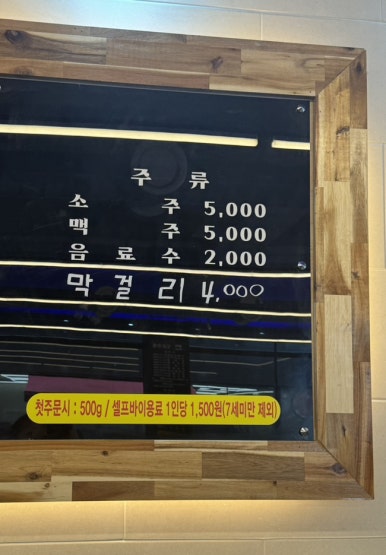 주 류
소 주 5,000
맥 주 5,000
음 료 수 2,000
막 걸 리 4,000
첫주문시 : 500g / 셀프바이용료 1인당 1,500원(7세미만 제외)